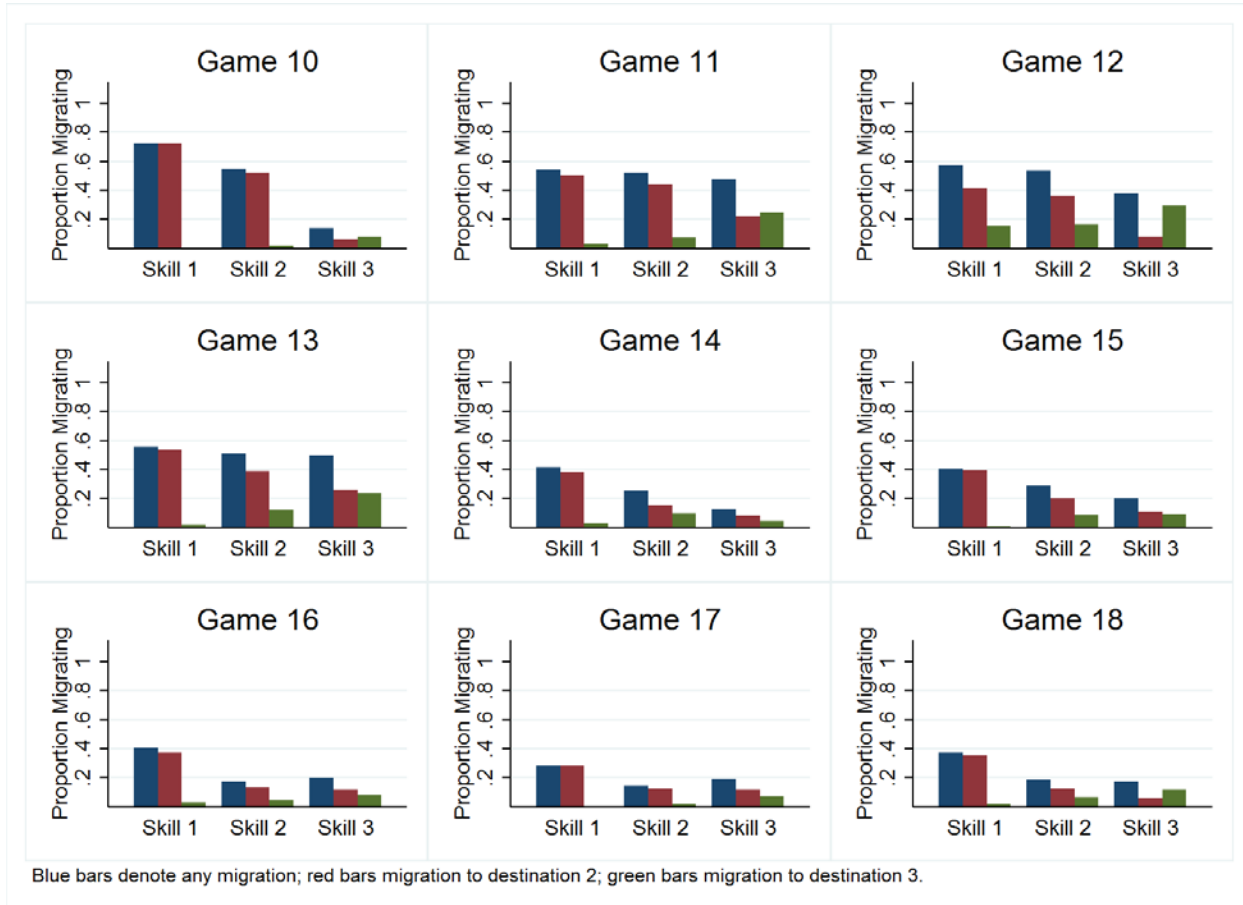 Game 10
Game 11
Game 12
Proportion Migrating
.2 .4 .6 .8 1
Skill 1 Skill 2 Skill 3
Proportion Migrating
.2 .4 .6 .8 1
Skill 1 Skill 2 Skill 3
Proportion Migrating
.2 .4 .6 .8 1
Skill 1 Skill 2 Skill 3
Game 13
Game 14
Game 15
Proportion Migrating
.2 .4 .6 .8 1
Skill 1 Skill 2 Skill 3
Proportion Migrating
.2 .4 .6 .8 1
Skill 1 Skill 2 Skill 3
Proportion Migrating
.2 .4 .6 .8 1
Skill 1 Skill 2 Skill 3
Game 16
Game 17
Game 18
Proportion Migrating
.2 .4 .6 .8 1
Skill 1 Skill 2 Skill 3
Proportion Migrating
.2 .4 .6 .8 1
Skill 1 Skill 2 Skill 3
Proportion Migrating
.2 .4 .6 .8 1
Skill 1 Skill 2 Skill 3
Blue bars denote any migration; red bars migration to destination 2; green bars migration to destination 3.